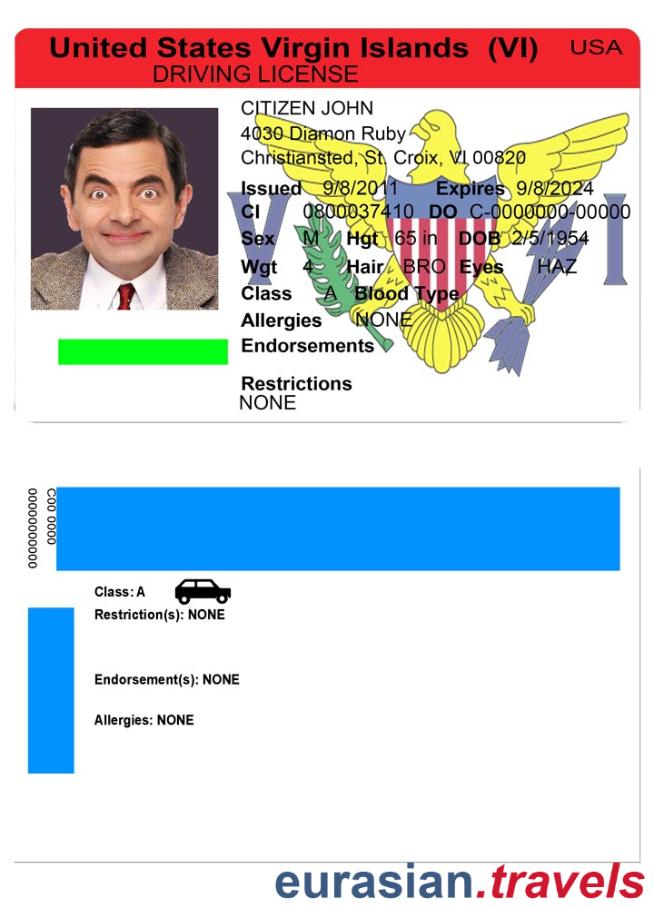 United States Virgin Islands (VI) USA
DRIVING LICENSE
CITIZEN JOHN
4030 Diamon Ruby
Christiansted, St. Croix, VI 00820
Issued 9/8/2011 Expires 9/8/2024
CI 0800037410 DO C-0000000-00000
Sex M Hgt 65 in DOB 2/5/1954
V I
Wgt 4 Hair BRO Eyes HAZ
Class A Blood Type
Allergies NONE
Endorsements
Restrictions
NONE
C00 0000
000000000000
Class: A
Restriction(s): NONE
Endorsement(s): NONE
Allergies: NONE
eurasian.travels